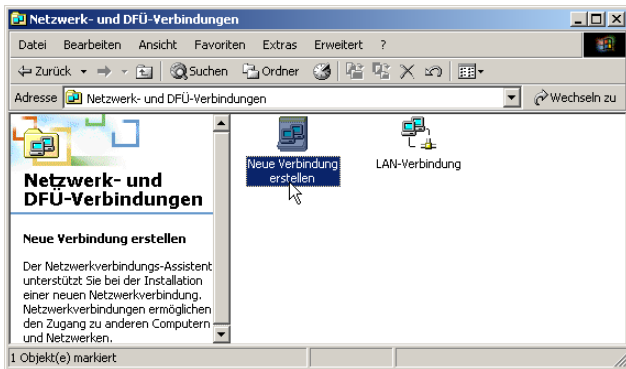 Netzwerk- und DFÜ-Verbindungen
Datei Bearbeiten Ansicht Favoriten Extras Erweitert ?
Zurück Suchen Ordner
Adresse Netzwerk- und DFÜ-Verbindungen Wechseln zu
Netzwerk- und
DFÜ-Verbindungen
Neue Verbindung erstellen
Der Netzwerkverbindungs-Assistent
unterstützt Sie bei der Installation
einer neuen Netzwerkverbindung.
Netzwerkverbindungen ermöglichen
den Zugang zu anderen Computern
und Netzwerken.
Neue Verbindung
erstellen
LAN-Verbindung
1 Objekt(e) markiert